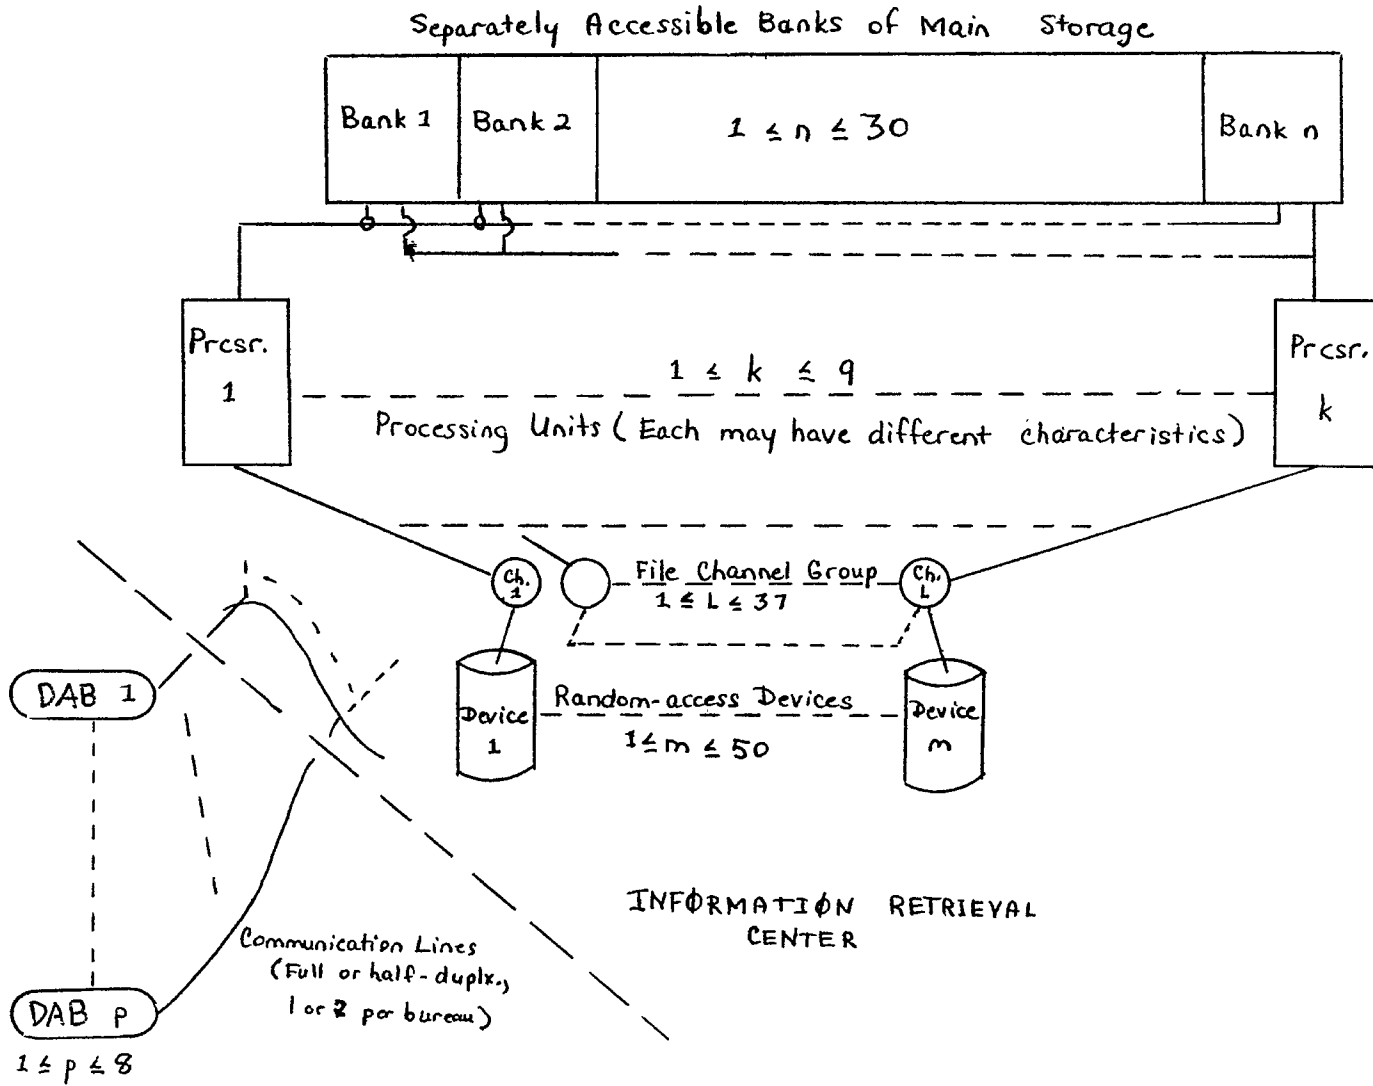 Separately Accessible Banks of Main Storage
Bank 1
Bank 2
1 ≤ n ≤ 30
Bank n
Prcsr.
1
1 ≤ k ≤ 9
Processing Units (Each may have different characteristics)
Prcsr.
k
Ch.
1
File Channel Group
1 ≤ L ≤ 37
Ch.
L
DAB 1
Device
1
Random-access Devices
1 ≤ m ≤ 50
Device
m
INFØRMATIØN RETRIEVAL
CENTER
Communication Lines
(Full or half-duplx.,
1 or 2 per bureau)
DAB p
1 ≤ p ≤ 8